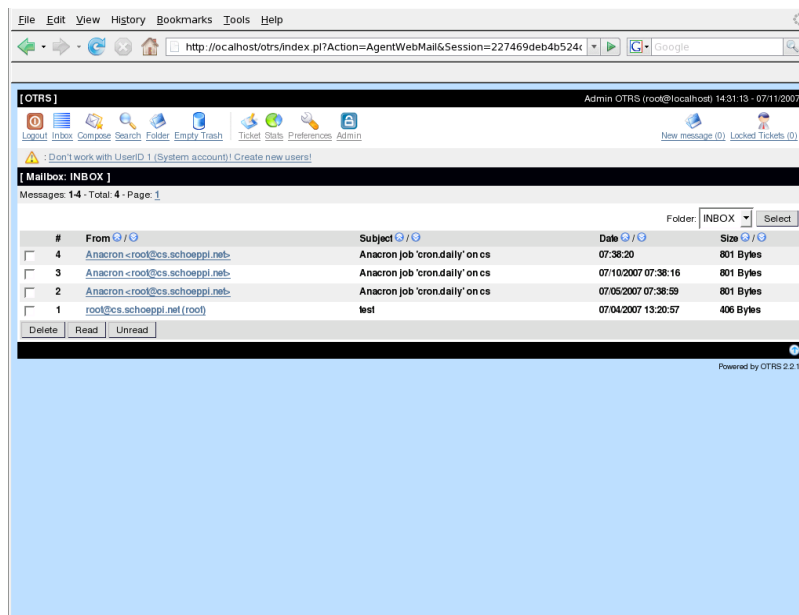 File Edit View History Bookmarks Tools Help
http://localhost/otrs/index.pl?Action=AgentWebMail&Session=227469deb4b524c G Google
[ OTRS ] Admin OTRS (root@localhost) 14:31:13 - 07/11/2007
Logout Inbox Compose Search Folder Empty Trash Ticket Stats Preferences Admin New message (0) Locked Tickets (0)
: Don't work with UserID 1 (System account)! Create new users!
[ Mailbox: INBOX ]
Messages: 1-4 - Total: 4 - Page: 1
Folder: INBOX Select
# From / Subject / Date / Size /
4 Anacron <root@cs.schoeppi.net> Anacron job 'cron.daily' on cs 07:38:20 801 Bytes
3 Anacron <root@cs.schoeppi.net> Anacron job 'cron.daily' on cs 07/10/2007 07:38:16 801 Bytes
2 Anacron <root@cs.schoeppi.net> Anacron job 'cron.daily' on cs 07/05/2007 07:38:59 801 Bytes
1 root@cs.schoeppi.net (root) test 07/04/2007 13:20:57 406 Bytes
Delete Read Unread
Powered by OTRS 2.2.1